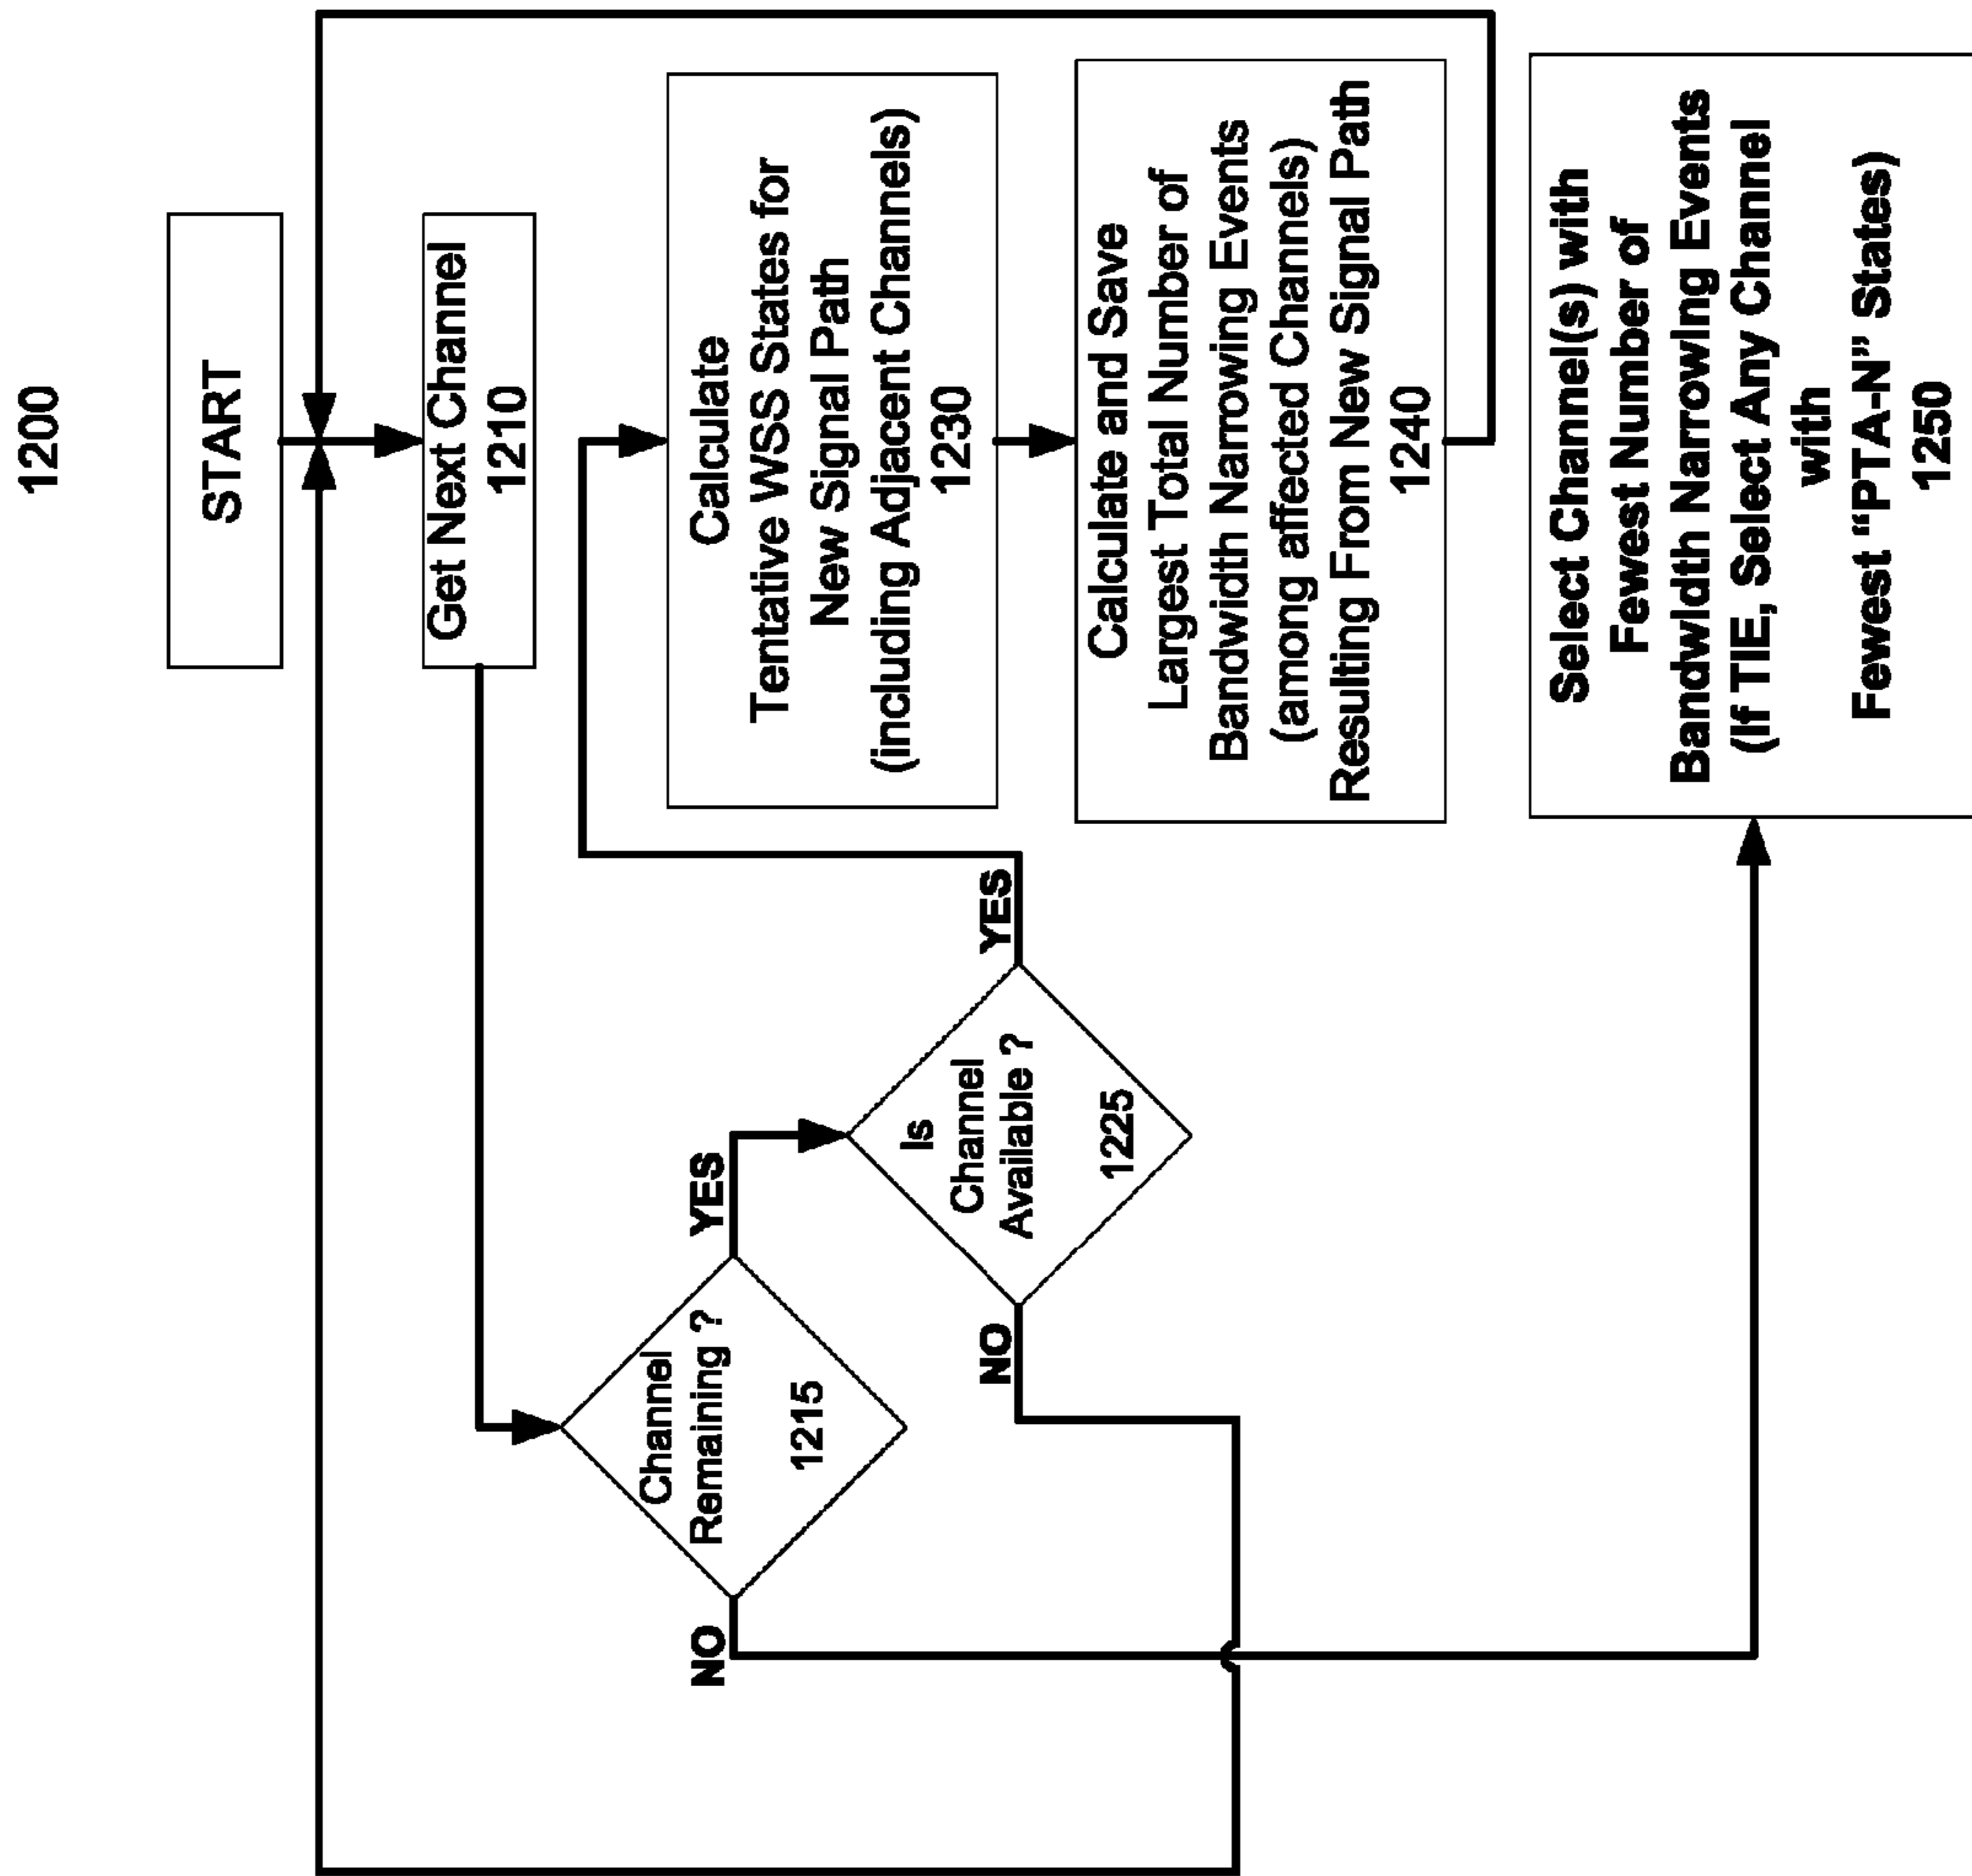 1200
START
Get Next Channel
1210
Channel
Remaining ?
1215
YES
NO
Is
Channel
Available ?
1225
YES
NO
Calculate
Tentative WSS States for
New Signal Path
(including Adjacent Channels)
1230
Calculate and Save
Largest Total Number of
Bandwidth Narrowing Events
(among affected Channels)
Resulting From New Signal Path
1240
Select Channel(s) with
Fewest Number of
Bandwidth Narrowing Events
(If TIE, Select Any Channel
with
Fewest “PTA-N” States)
1250